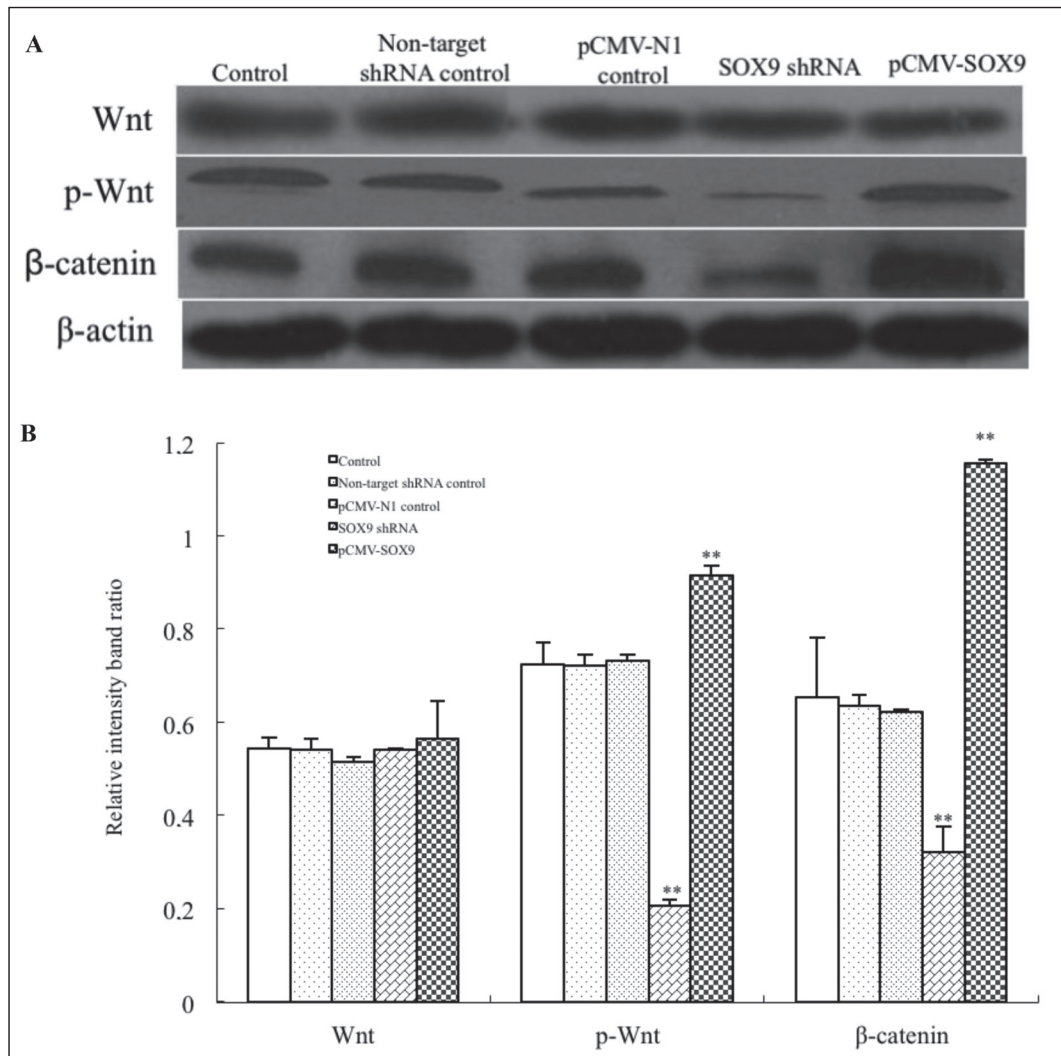 A
Non-target
shRNA control
pCMV-N1
control
Control
SOX9 shRNA
pCMV-SOX9
Wnt
p-Wnt
β-catenin
β-actin
B
1.2
1
0.8
0.6
0.4
0.2
0
Relative intensity band ratio
Control
Non-target shRNA control
pCMV-N1 control
SOX9 shRNA
pCMV-SOX9
**
**
**
**
Wnt
p-Wnt
β-catenin